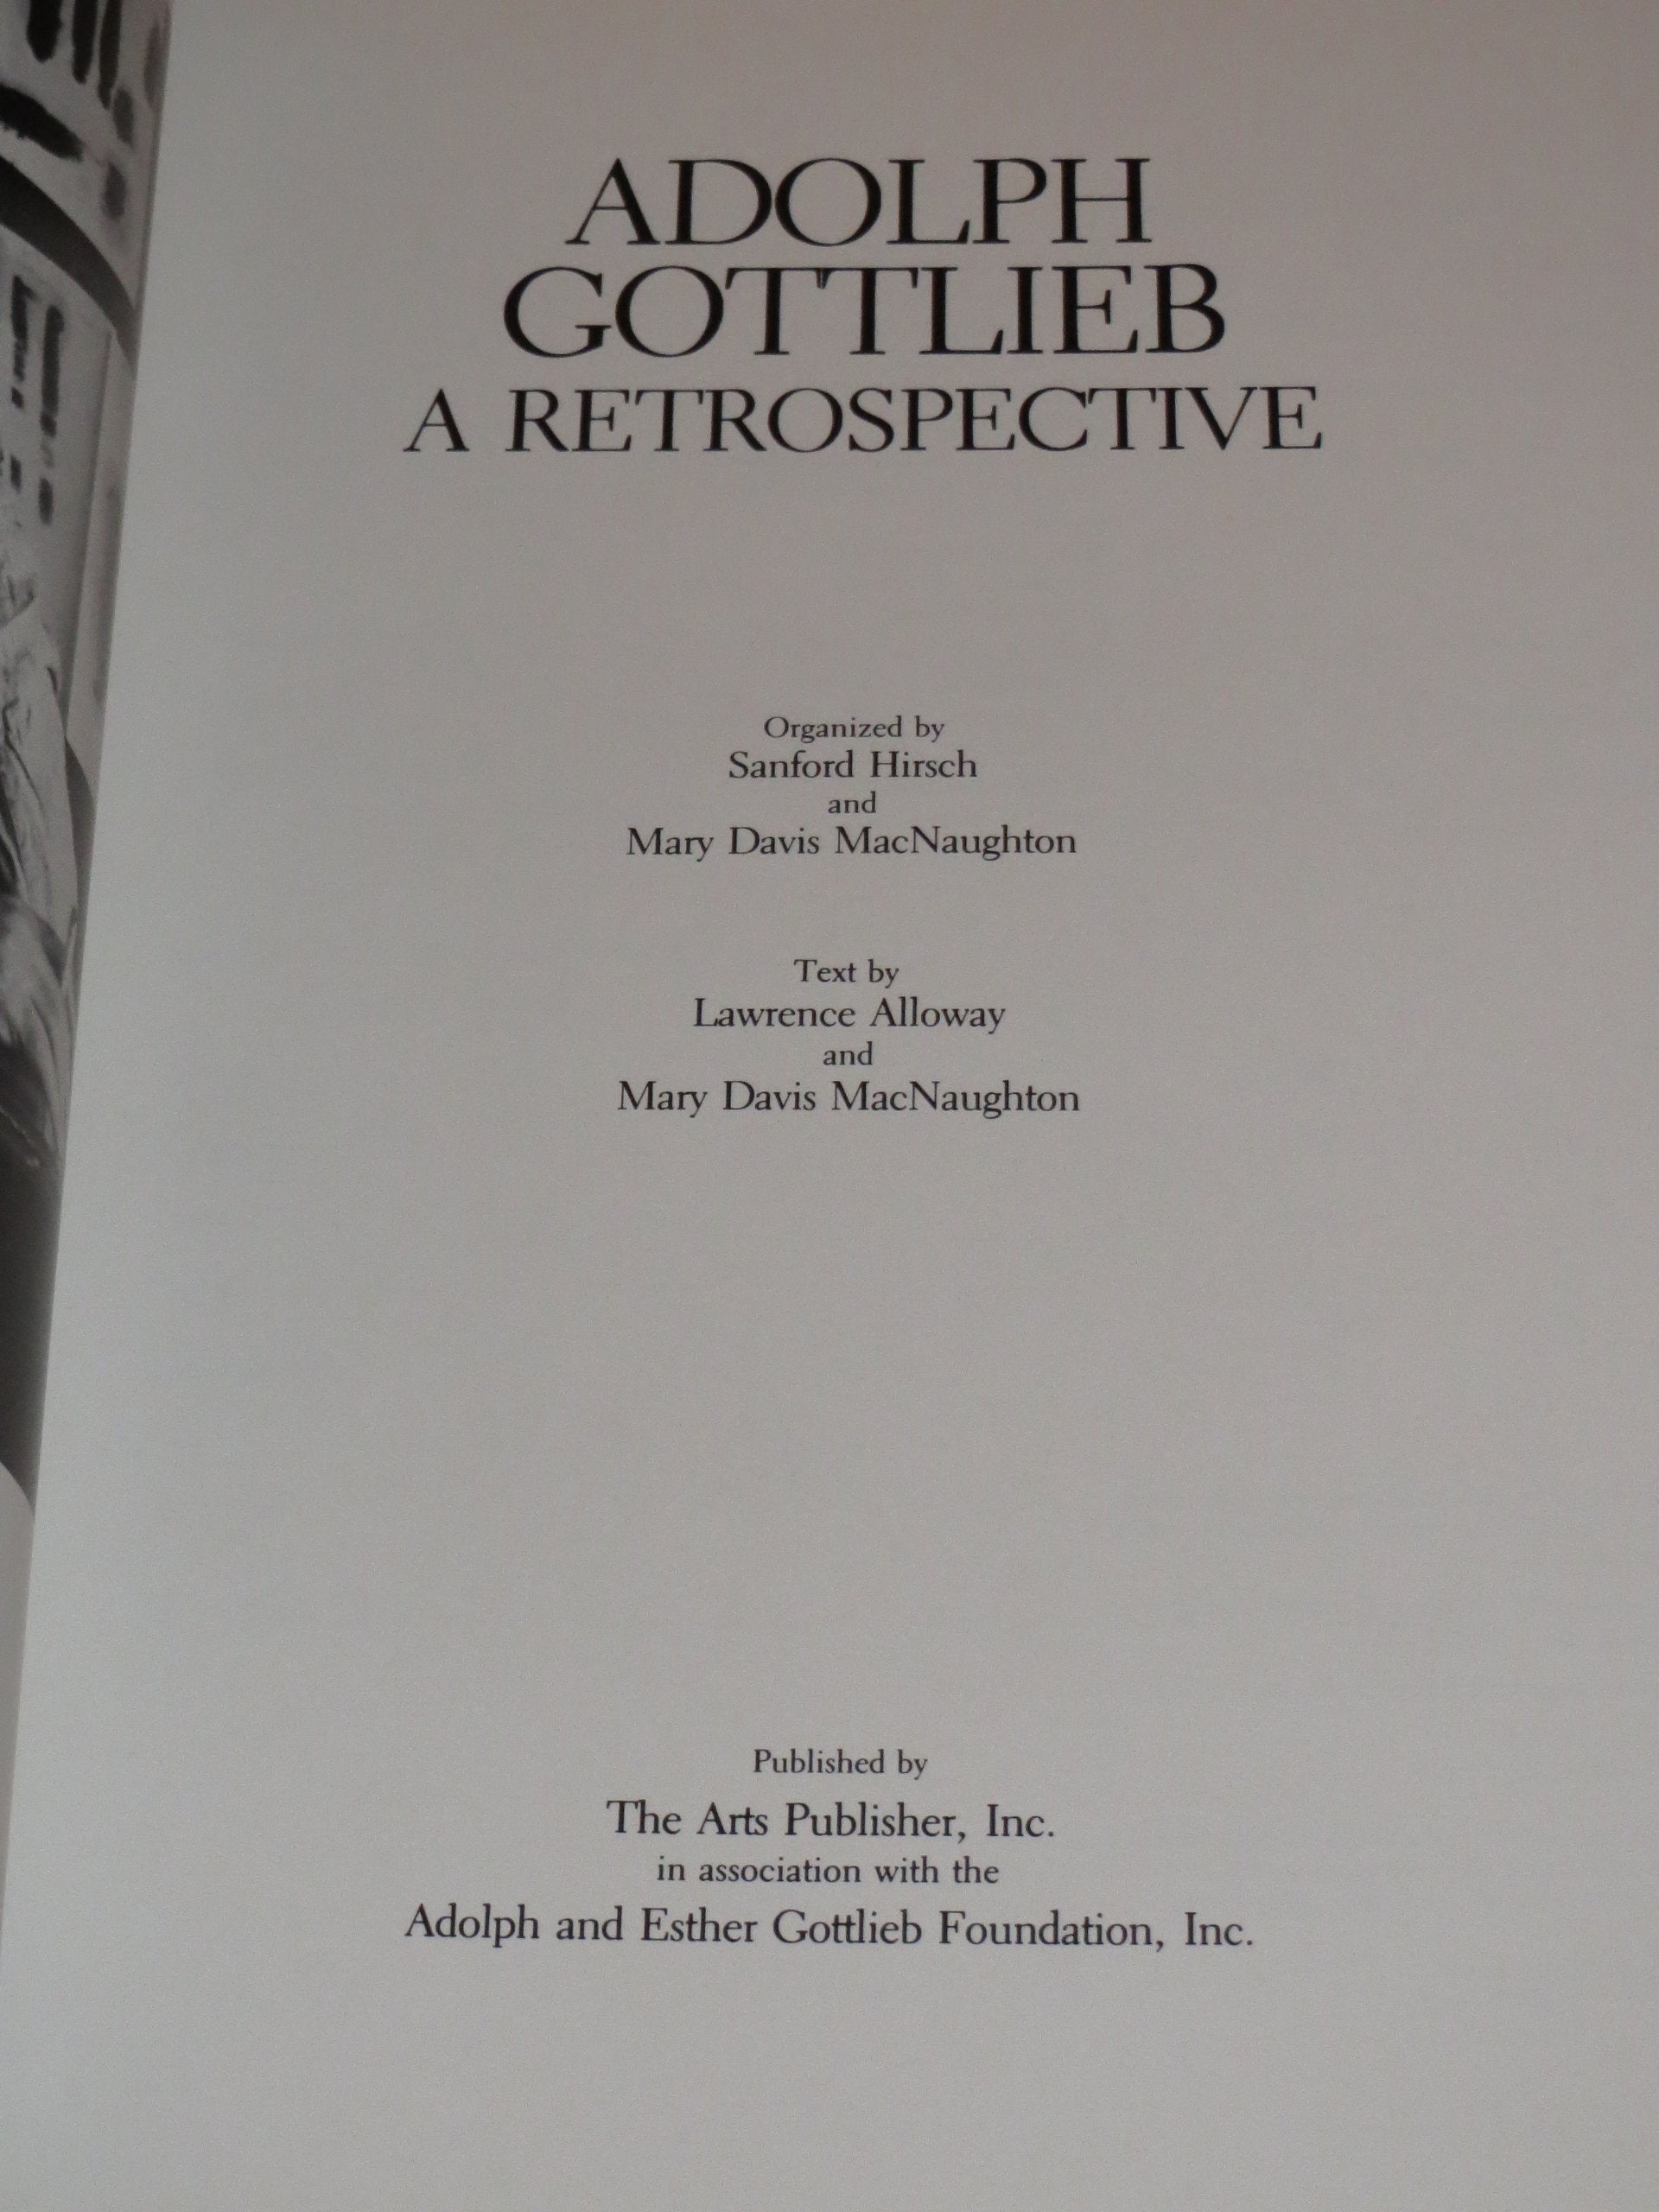 ADOLPH
GOTTLIEB
A RETROSPECTIVE
Organized by
Sanford Hirsch
and
Mary Davis MacNaughton
Text by
Lawrence Alloway
and
Mary Davis MacNaughton
Published by
The Arts Publisher, Inc.
in association with the
Adolph and Esther Gottlieb Foundation, Inc.